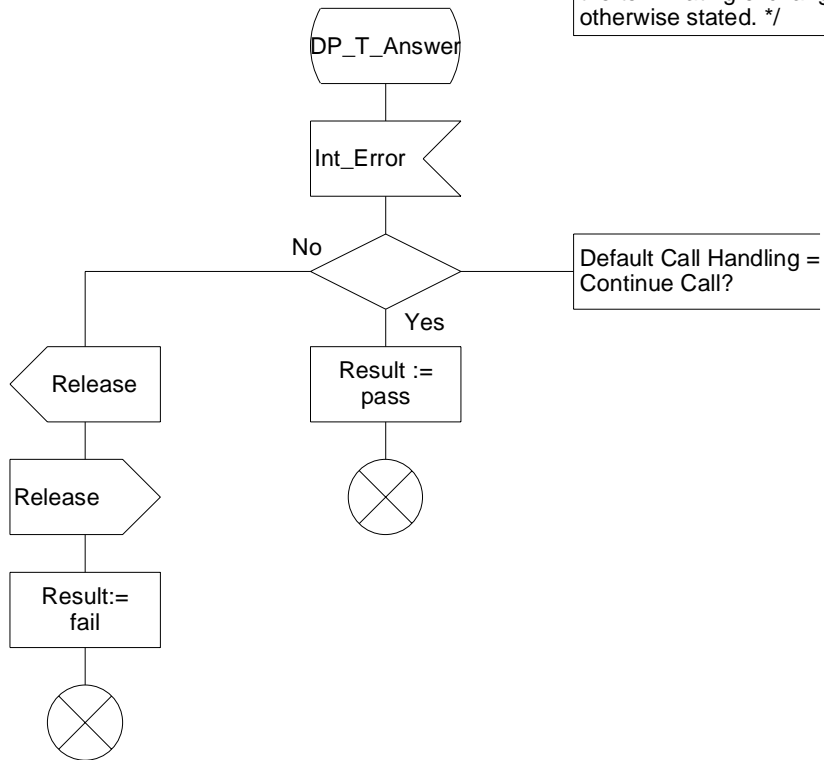 otherwise stated. */
DP_T_Answer
Int_Error
No
Default Call Handling =
Continue Call?
Yes
Release
Result :=
pass
Release
Result:=
fail